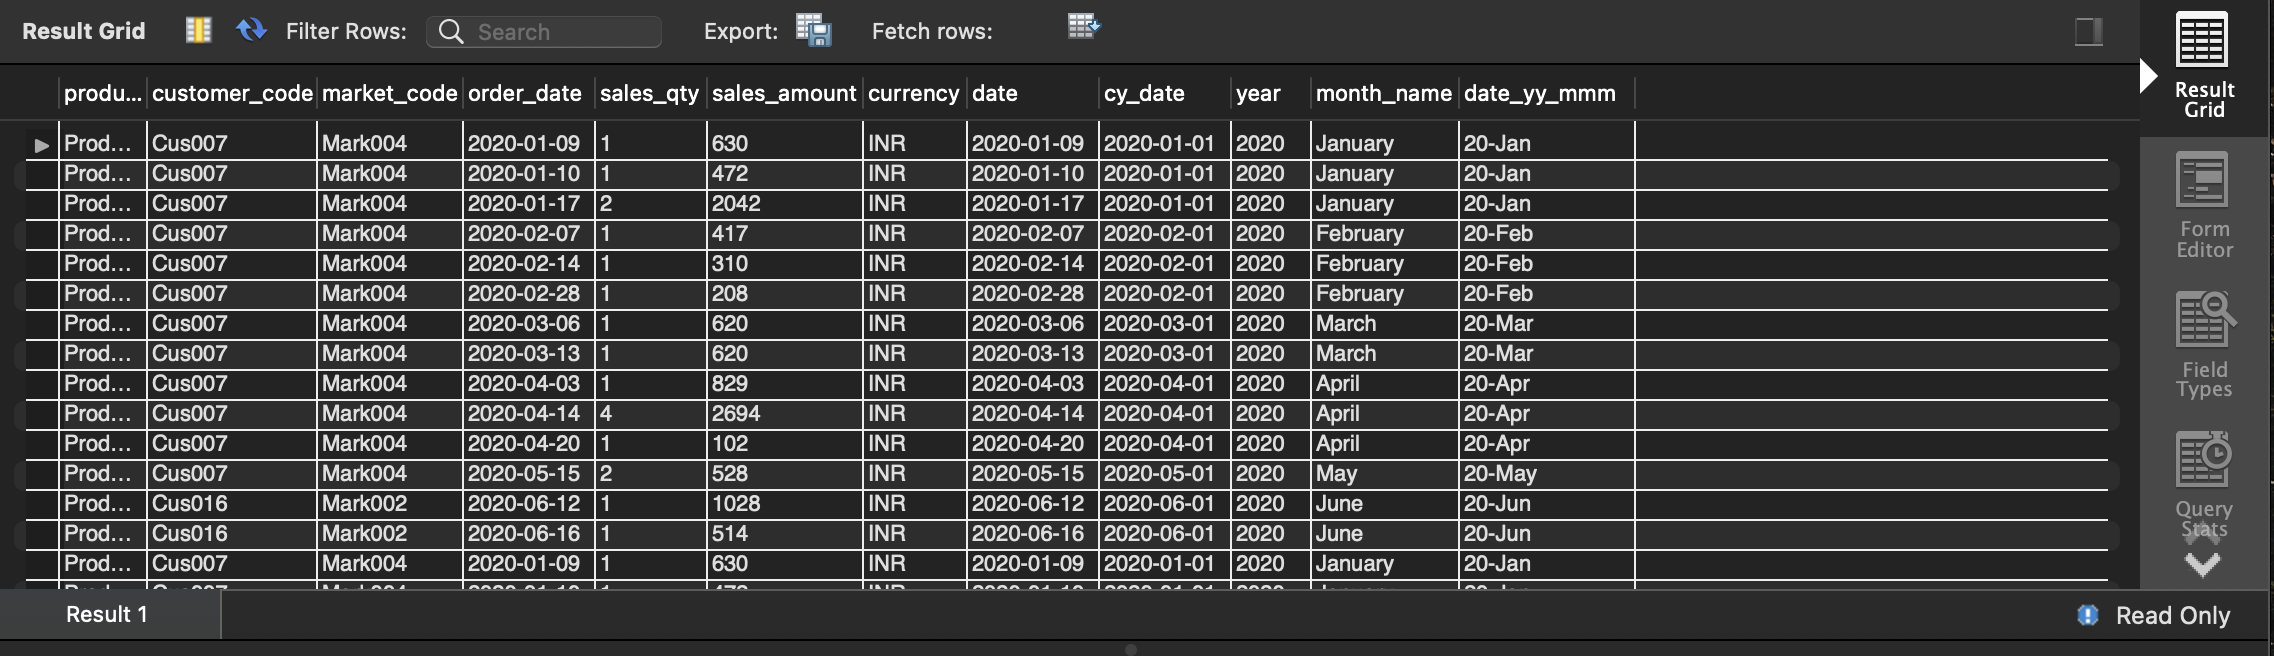 Result Grid Filter Rows: Search Export: Fetch rows:
produ... customer_code market_code order_date sales_qty sales_amount currency date cy_date year month_name date_yy_mmm
Prod... Cus007 Mark004 2020-01-09 1 630 INR 2020-01-09 2020-01-01 2020 January 20-Jan
Prod... Cus007 Mark004 2020-01-10 1 472 INR 2020-01-10 2020-01-01 2020 January 20-Jan
Prod... Cus007 Mark004 2020-01-17 2 2042 INR 2020-01-17 2020-01-01 2020 January 20-Jan
Prod... Cus007 Mark004 2020-02-07 1 417 INR 2020-02-07 2020-02-01 2020 February 20-Feb
Prod... Cus007 Mark004 2020-02-14 1 310 INR 2020-02-14 2020-02-01 2020 February 20-Feb
Prod... Cus007 Mark004 2020-02-28 1 208 INR 2020-02-28 2020-02-01 2020 February 20-Feb
Prod... Cus007 Mark004 2020-03-06 1 620 INR 2020-03-06 2020-03-01 2020 March 20-Mar
Prod... Cus007 Mark004 2020-03-13 1 620 INR 2020-03-13 2020-03-01 2020 March 20-Mar
Prod... Cus007 Mark004 2020-04-03 1 829 INR 2020-04-03 2020-04-01 2020 April 20-Apr
Prod... Cus007 Mark004 2020-04-14 4 2694 INR 2020-04-14 2020-04-01 2020 April 20-Apr
Prod... Cus007 Mark004 2020-04-20 1 102 INR 2020-04-20 2020-04-01 2020 April 20-Apr
Prod... Cus007 Mark004 2020-05-15 2 528 INR 2020-05-15 2020-05-01 2020 May 20-May
Prod... Cus016 Mark002 2020-06-12 1 1028 INR 2020-06-12 2020-06-01 2020 June 20-Jun
Prod... Cus016 Mark002 2020-06-16 1 514 INR 2020-06-16 2020-06-01 2020 June 20-Jun
Prod... Cus007 Mark004 2020-01-09 1 630 INR 2020-01-09 2020-01-01 2020 January 20-Jan
Result 1
Read Only
Result
Grid
Form
Editor
Field
Types
Query
Stats